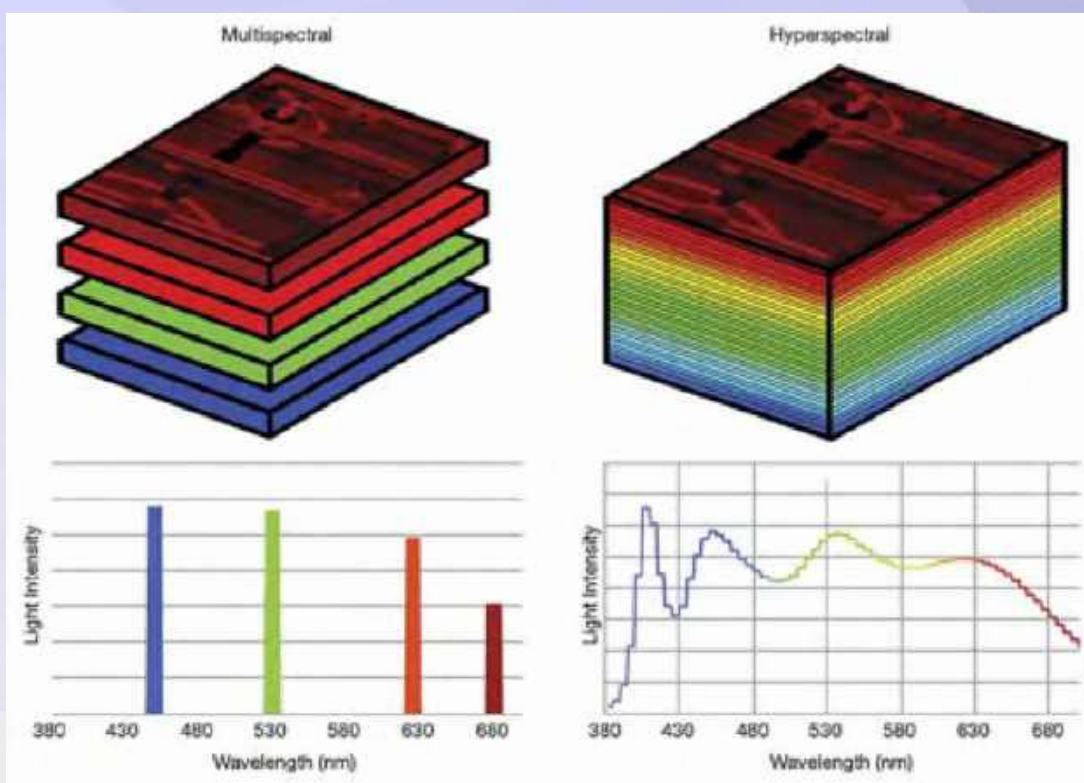 Multispectral
Hyperspectral
Light Intensity
380 430 480 530 580 630 680
Wavelength (nm)
Light Intensity
380 430 480 530 580 630 680
Wavelength (nm)